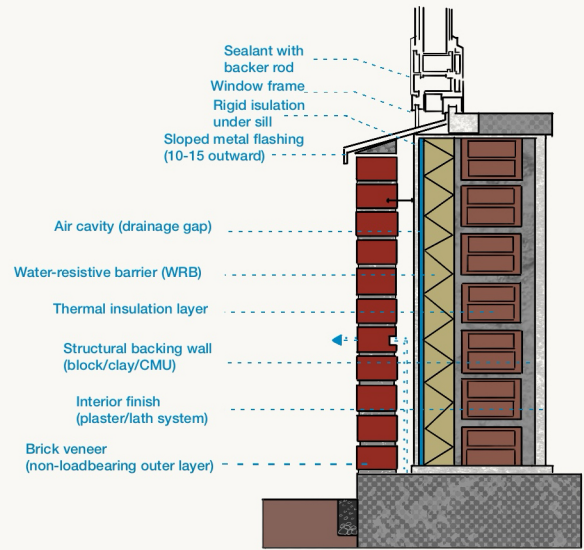 Sealant with
backer rod
Window frame
Rigid isulation
under sill
Sloped metal flashing
(10-15 outward)
Air cavity (drainage gap)
Water-resistive barrier (WRB)
Thermal insulation layer
Structural backing wall
(block/clay/CMU)
Interior finish
(plaster/lath system)
Brick veneer
(non-loadbearing outer layer)